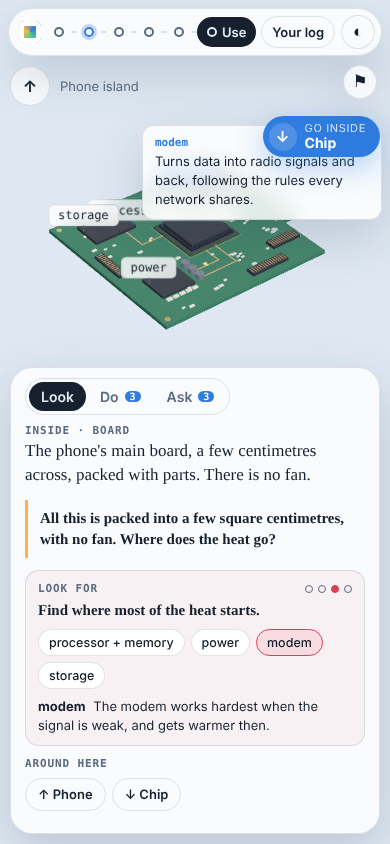 Use
Your log
Phone island
GO INSIDE
Chip
modem
Turns data into radio signals and
back, following the rules every
network shares.
storage
power
Look
Do 3
Ask 3
INSIDE · BOARD
The phone's main board, a few centimetres
across, packed with parts. There is no fan.
All this is packed into a few square centimetres,
with no fan. Where does the heat go?
LOOK FOR
Find where most of the heat starts.
processor + memory
power
modem
storage
modem The modem works hardest when the
signal is weak, and gets warmer then.
AROUND HERE
↑ Phone
↓ Chip